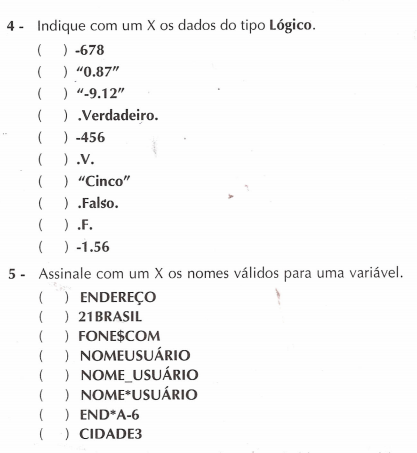 4 - Indique com um X os dados do tipo Lógico.
( ) -678
( ) “0.87”
( ) “-9.12”
( ) .Verdadeiro.
( ) -456
( ) .V.
( ) “Cinco”
( ) .Falso.
( ) .F.
( ) -1.56
5 - Assinale com um X os nomes válidos para uma variável.
( ) ENDEREÇO
( ) 21BRASIL
( ) FONE$COM
( ) NOMEUSUÁRIO
( ) NOME_USUÁRIO
( ) NOME*USUÁRIO
( ) END*A-6
( ) CIDADE3